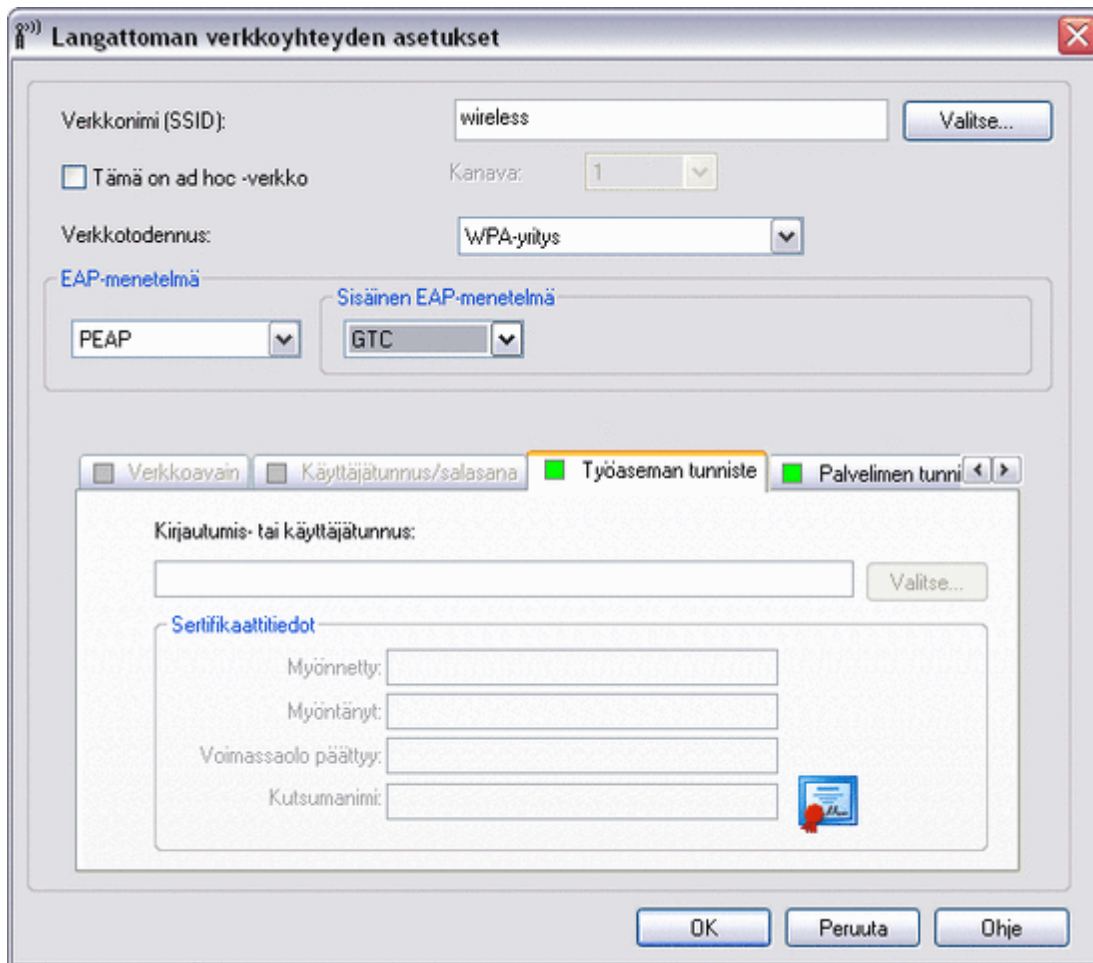 Langattoman verkkoyhteyden asetukset
Verkkonimi (SSID): wireless Valitse...
Tämä on ad hoc -verkko Kanava: 1
Verkkotodennus: WPA-yritys
EAP-menetelmä
Sisäinen EAP-menetelmä
PEAP GTC
Verkkoavain Käyttäjätunnus/salasana Työaseman tunniste Palvelimen tunni
Kirjautumis- tai käyttäjätunnus:
Valitse...
Sertifikaattitiedot
Myönnetty:
Myöntänyt:
Voimassaolo päättyy:
Kutsumanimi:
OK Peruuta Ohje